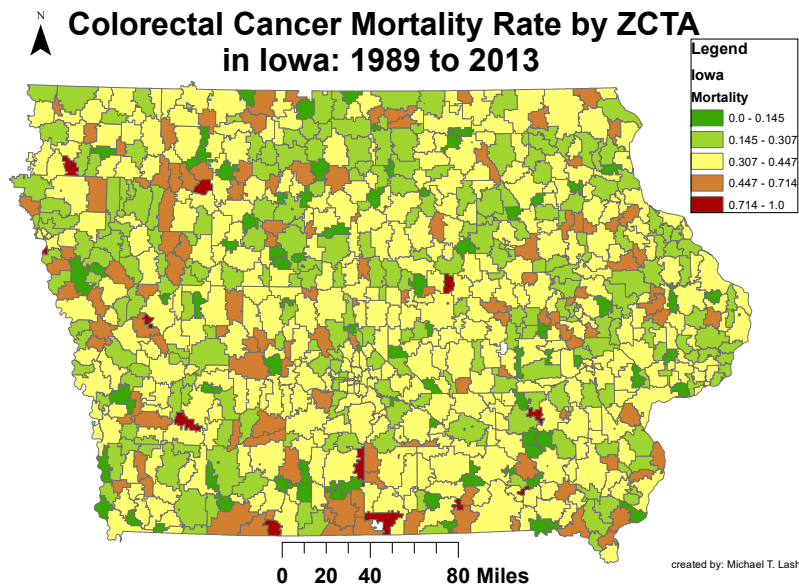 N
Colorectal Cancer Mortality Rate by ZCTA
in Iowa: 1989 to 2013
Legend
Iowa
Mortality
0.0 - 0.145
0.145 - 0.307
0.307 - 0.447
0.447 - 0.714
0.714 - 1.0
0 20 40 80 Miles
created by: Michael T. Lash